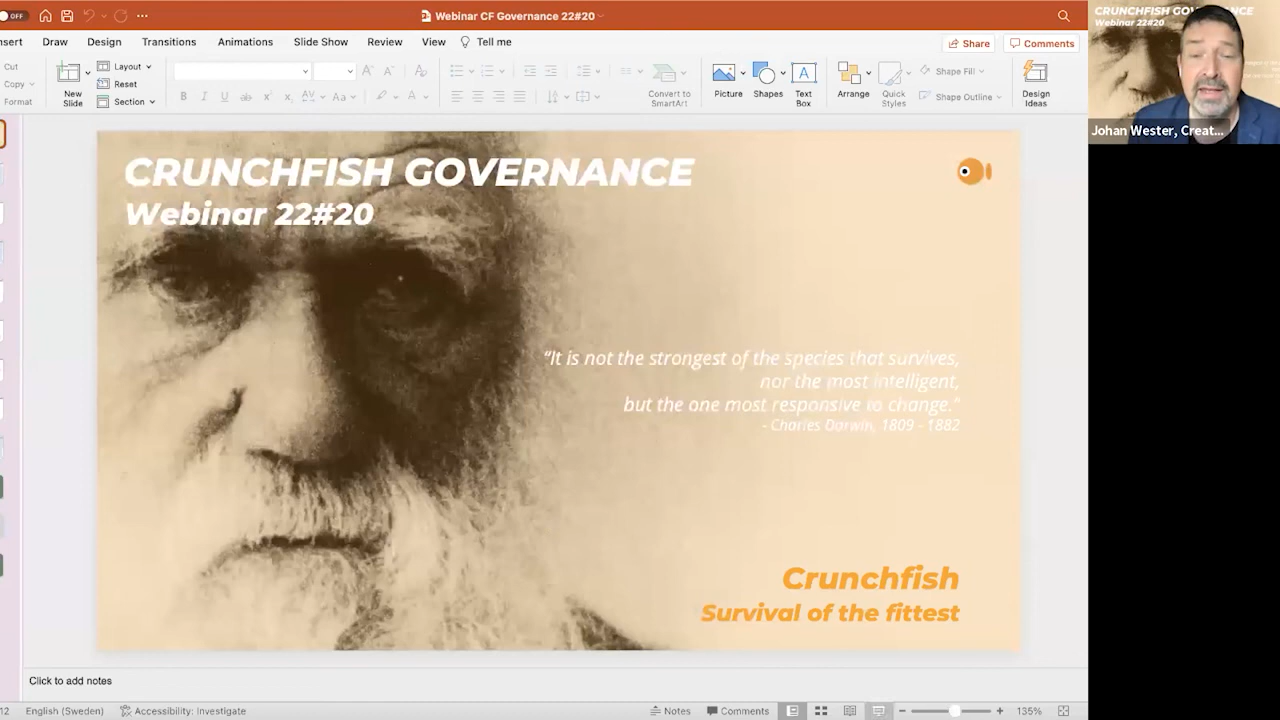 OFF
Webinar CF Governance 22#20
nsert Draw Design Transitions Animations Slide Show Review View Tell me
Share Comments
Cut
Copy
Format
New Slide
Layout
Reset
Section
Convert to SmartArt
Picture
Shapes
Text Box
Arrange
Quick Styles
Shape Fill
Shape Outline
Design Ideas
CRUNCHFISH GOVERNANCE
Webinar 22#20
“It is not the strongest of the species that survives,
nor the most intelligent,
but the one most responsive to change.”
- Charles Darwin, 1809 - 1882
Crunchfish
Survival of the fittest
Click to add notes
12 English (Sweden) Accessibility: Investigate Notes Comments 135%
Webinar 22#20
Johan Wester, Creat...